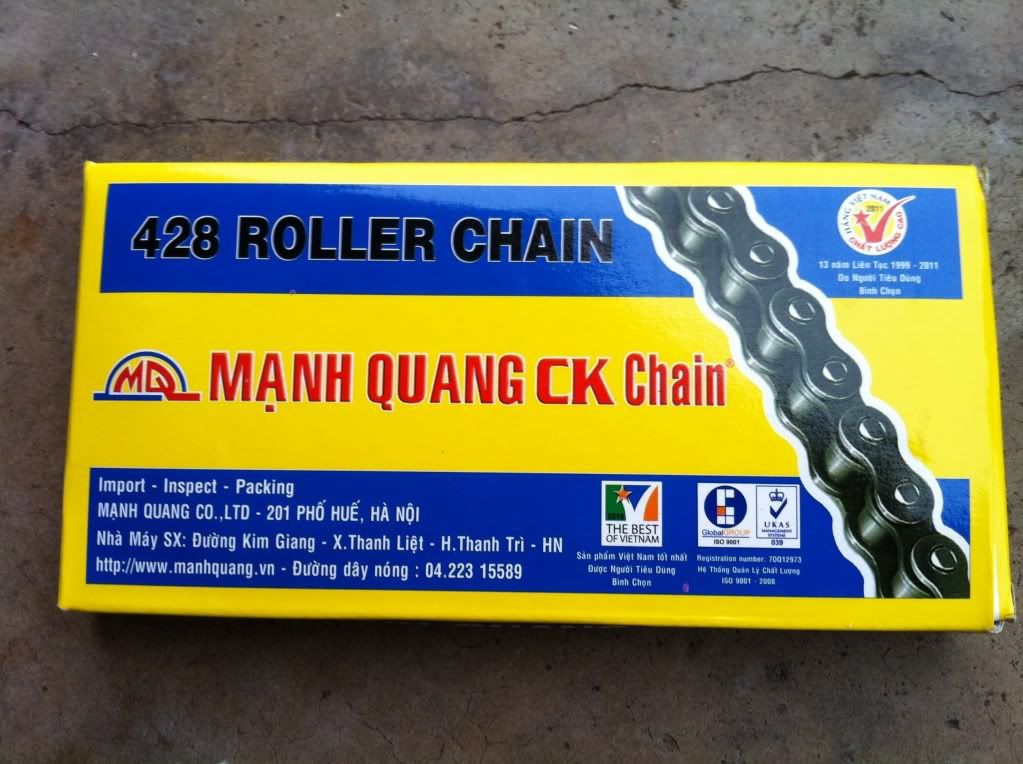 428 ROLLER CHAIN
HÀNG VIỆT NAM
2011
CHẤT LƯỢNG CAO
13 năm Liên Tục 1999 - 2011
Do Người Tiêu Dùng
Bình Chọn
MQ MẠNH QUANG CK Chain®
Import - Inspect - Packing
MẠNH QUANG CO.,LTD - 201 PHỐ HUẾ, HÀ NỘI
Nhà Máy SX: Đường Kim Giang - X.Thanh Liệt - H.Thanh Trì - HN
http://www.manhquang.vn - Đường dây nóng : 04.223 15589
2010
THE BEST
OF VIETNAM
Sản phẩm Việt Nam tốt nhất
Được Người Tiêu Dùng
Bình Chọn
GlobalGROUP
ISO 9001
UKAS
MANAGEMENT
SYSTEMS
039
Registration number: 70Q12973
Hệ Thống Quản Lý Chất Lượng
ISO 9001 - 2008